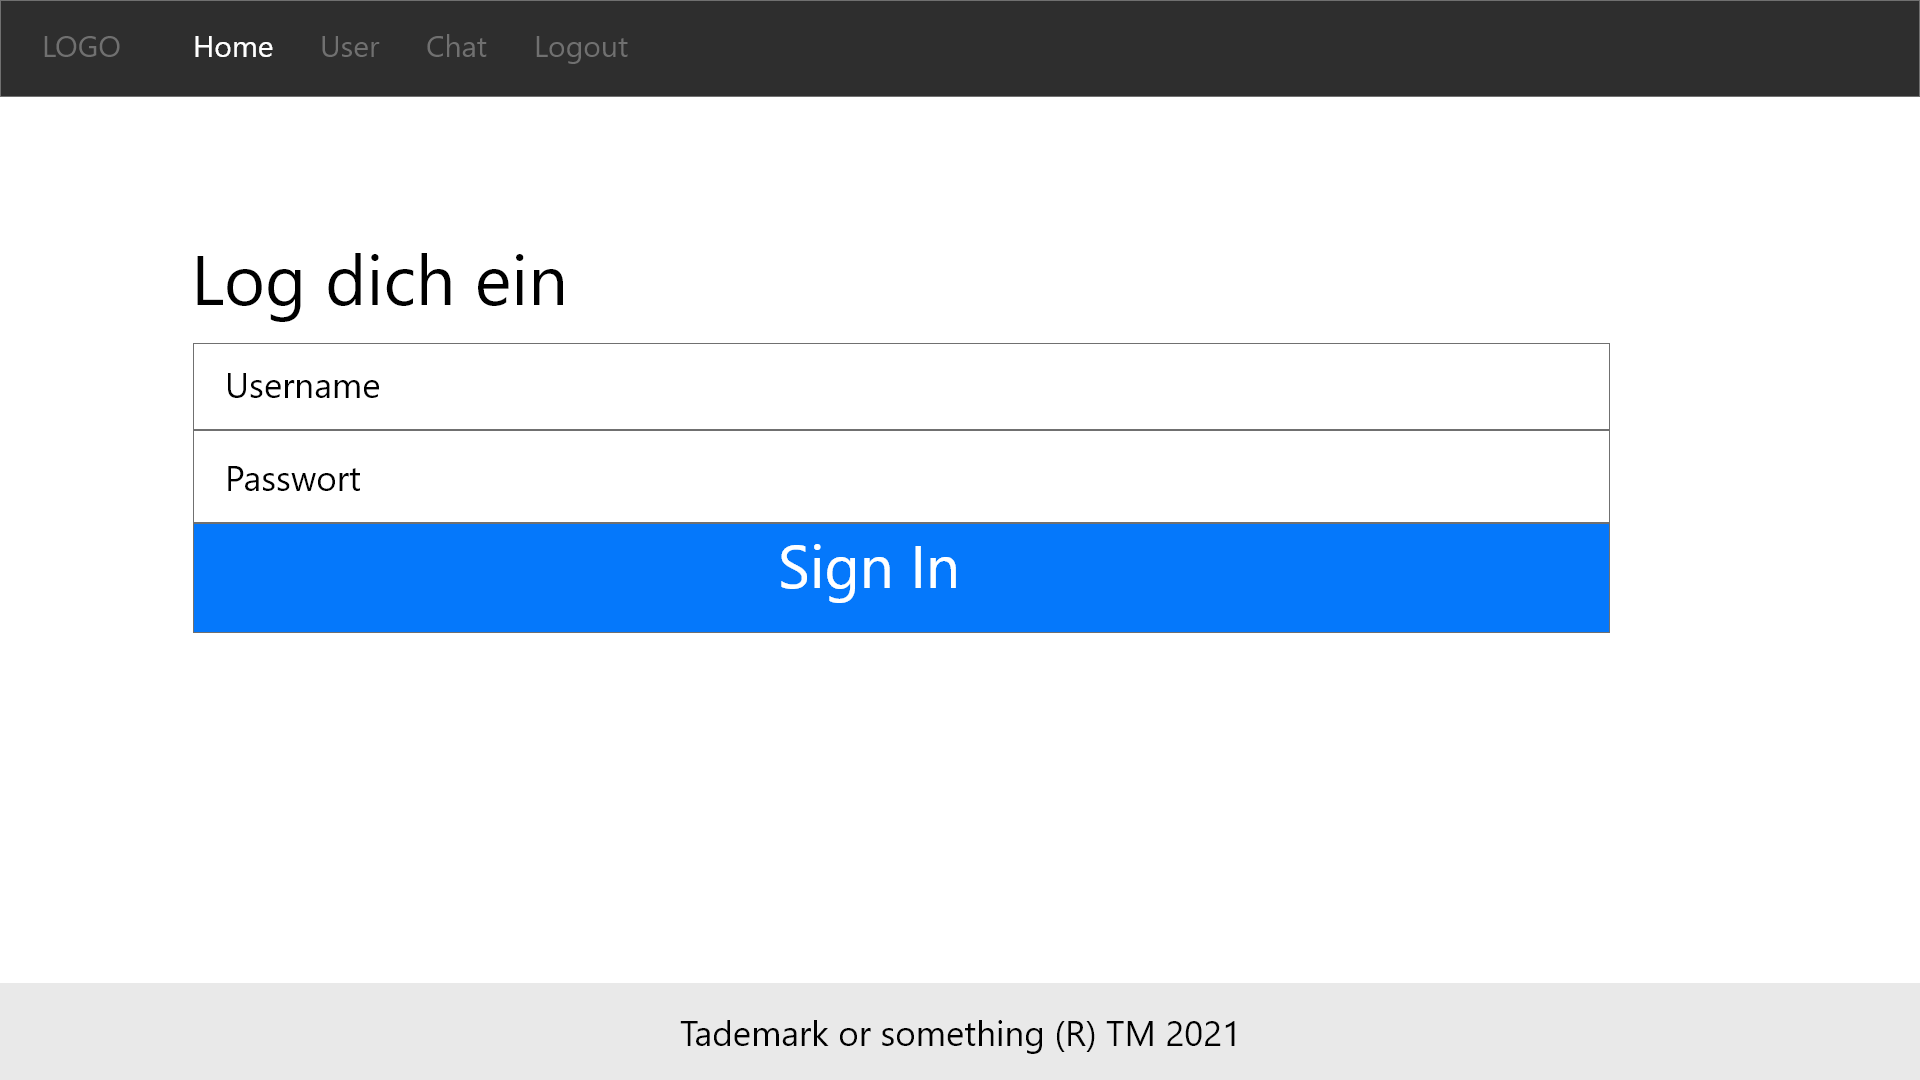 LOGO Home User Chat Logout
Log dich ein
Username
Passwort
Sign In
Tademark or something (R) TM 2021